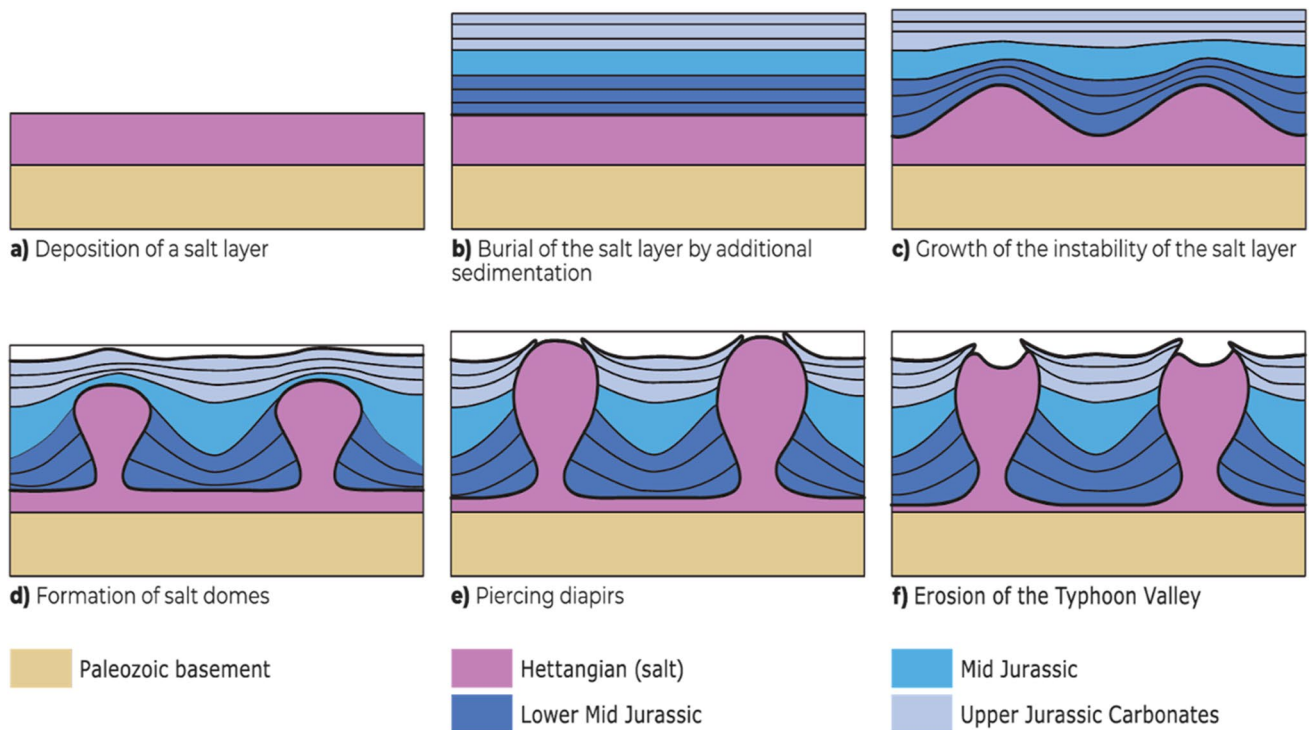 a) Deposition of a salt layer
b) Burial of the salt layer by additional
sedimentation
c) Growth of the instability of the salt layer
d) Formation of salt domes
e) Piercing diapirs
f) Erosion of the Typhoon Valley
Paleozoic basement
Hettangian (salt)
Lower Mid Jurassic
Mid Jurassic
Upper Jurassic Carbonates